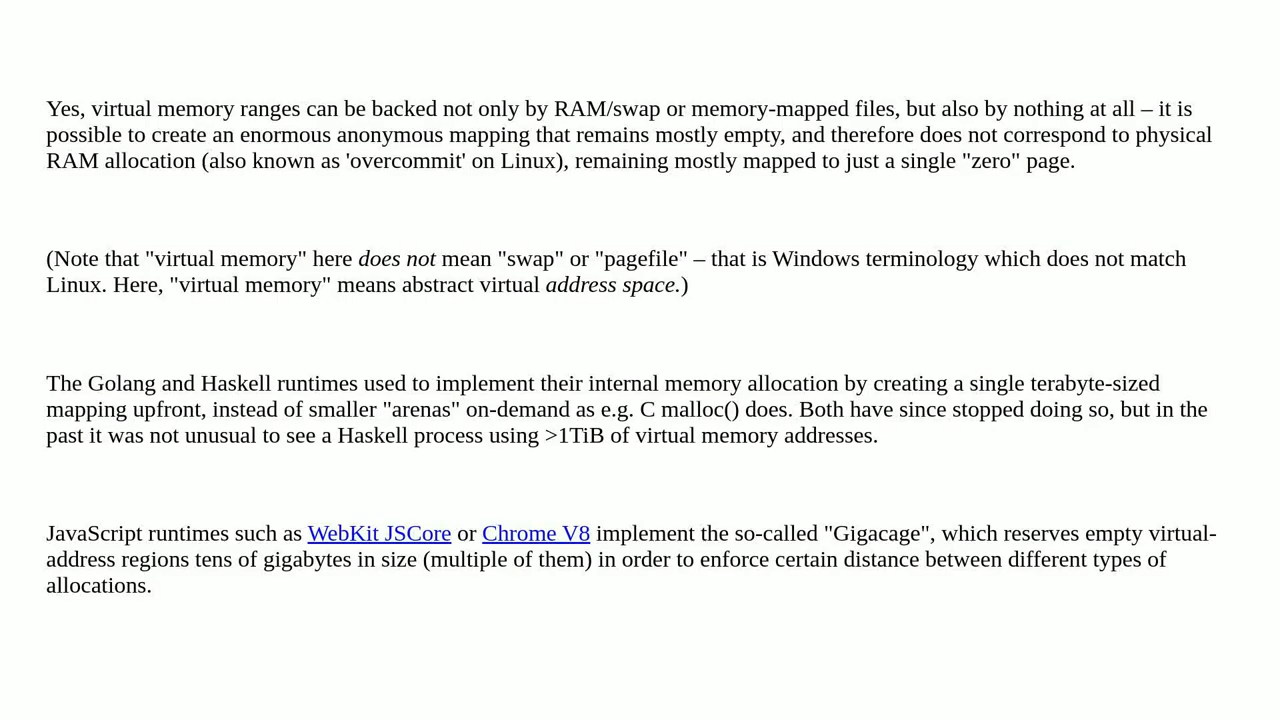 Yes, virtual memory ranges can be backed not only by RAM/swap or memory-mapped files, but also by nothing at all – it is
possible to create an enormous anonymous mapping that remains mostly empty, and therefore does not correspond to physical
RAM allocation (also known as 'overcommit' on Linux), remaining mostly mapped to just a single "zero" page.
(Note that "virtual memory" here does not mean "swap" or "pagefile" – that is Windows terminology which does not match
Linux. Here, "virtual memory" means abstract virtual address space.)
The Golang and Haskell runtimes used to implement their internal memory allocation by creating a single terabyte-sized
mapping upfront, instead of smaller "arenas" on-demand as e.g. C malloc() does. Both have since stopped doing so, but in the
past it was not unusual to see a Haskell process using >1TiB of virtual memory addresses.
JavaScript runtimes such as WebKit JSCore or Chrome V8 implement the so-called "Gigacage", which reserves empty virtual-
address regions tens of gigabytes in size (multiple of them) in order to enforce certain distance between different types of
allocations.